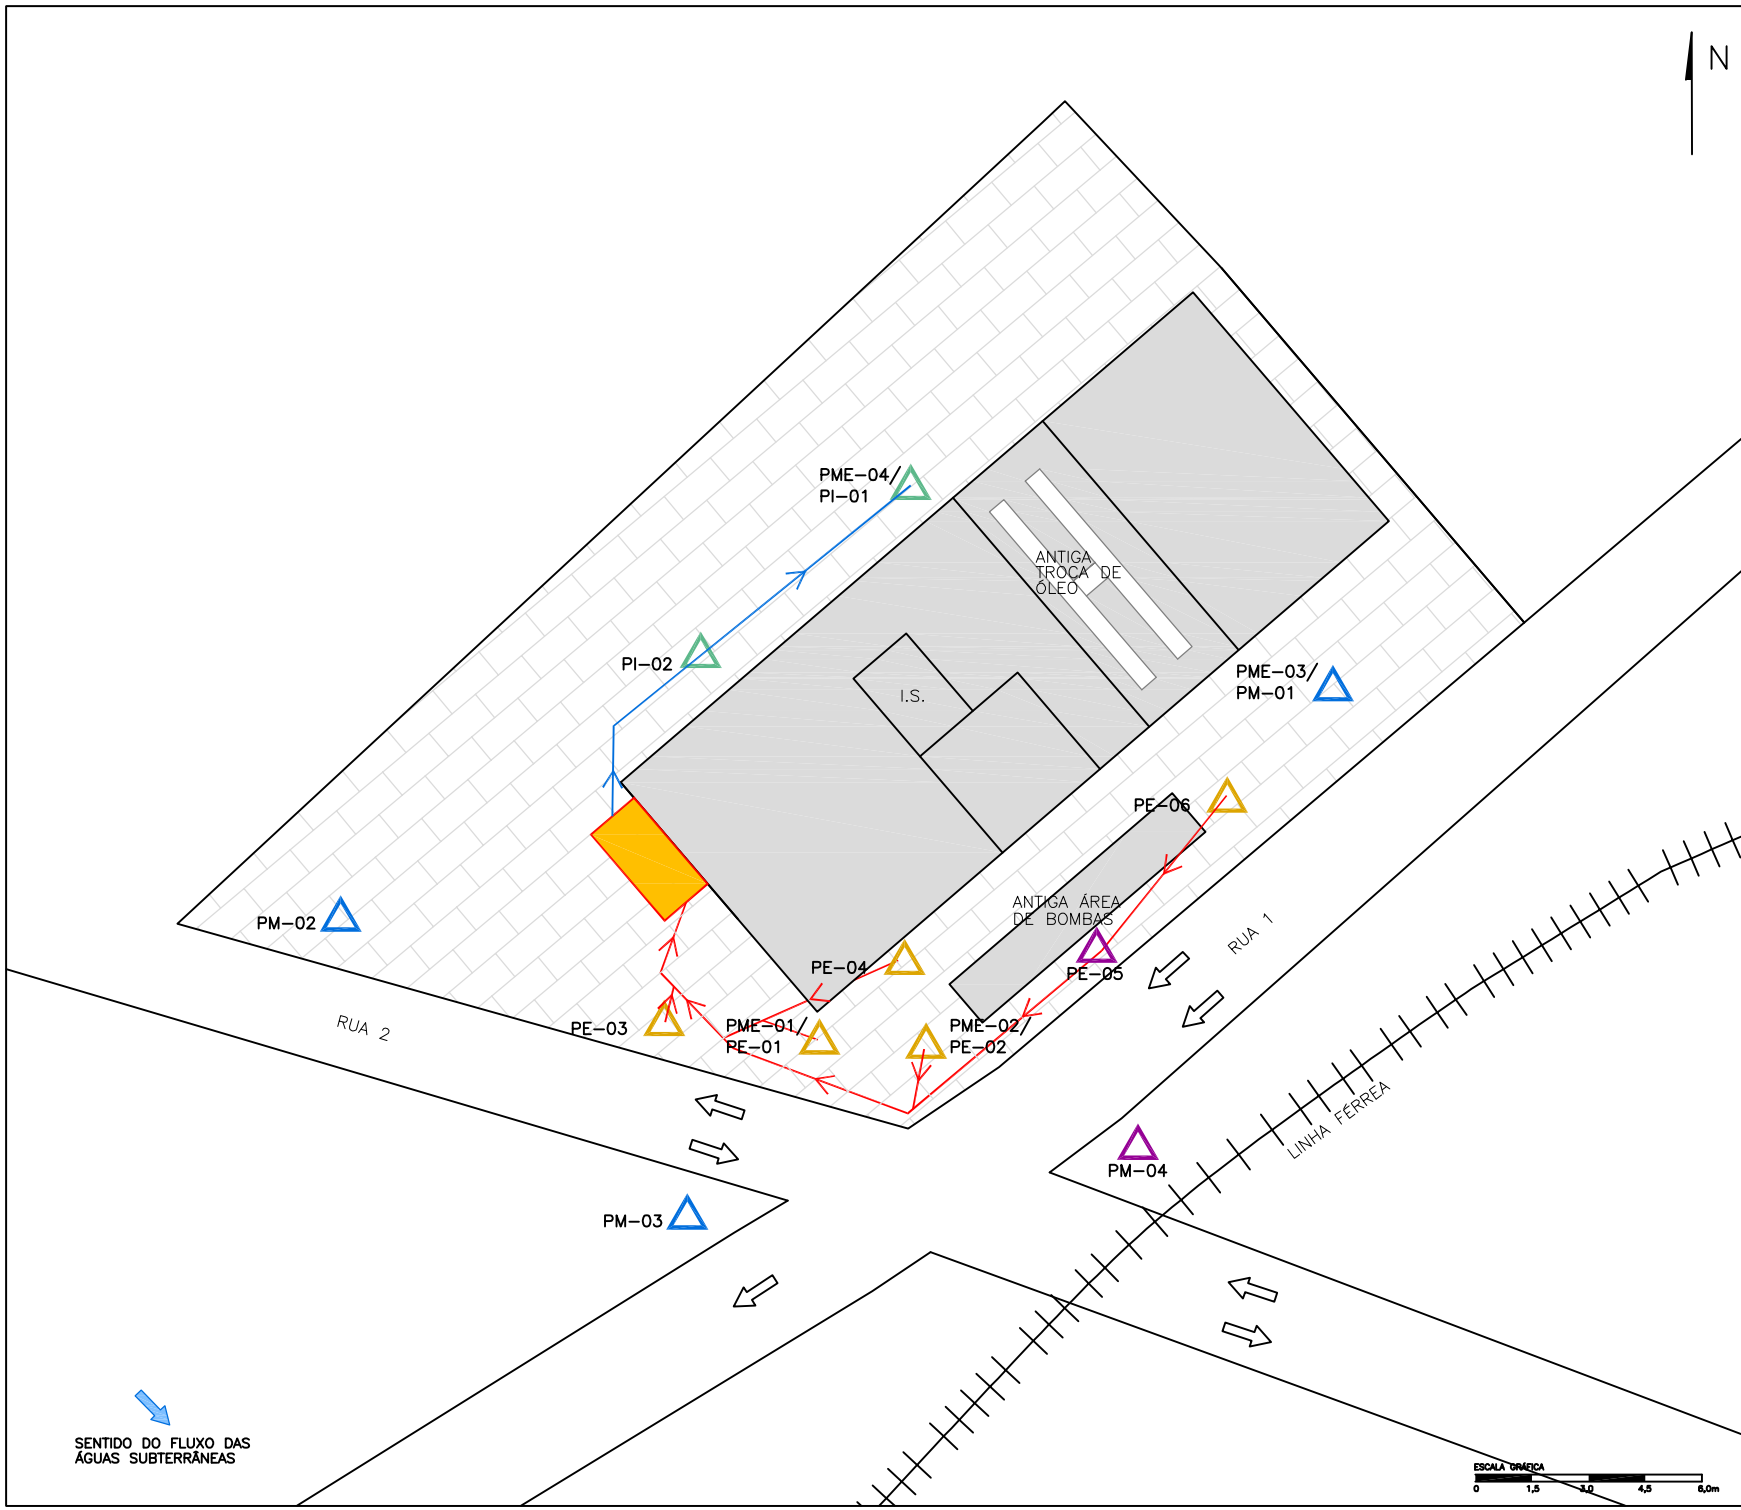 N
PME-04/
PI-01
ANTIGA
TROCA DE
ÓLEO
PI-02
PME-03/
PM-01
I.S.
PE-06
ANTIGA ÁREA
DE BOMBAS
PM-02
RUA 1
PE-04
PE-05
PE-03
PME-01/
PE-01
PME-02/
PE-02
RUA 2
LINHA FÉRREA
PM-04
PM-03
SENTIDO DO FLUXO DAS
ÁGUAS SUBTERRÂNEAS
ESCALA GRÁFICA
0 1,5 3,0 4,5 6,0m